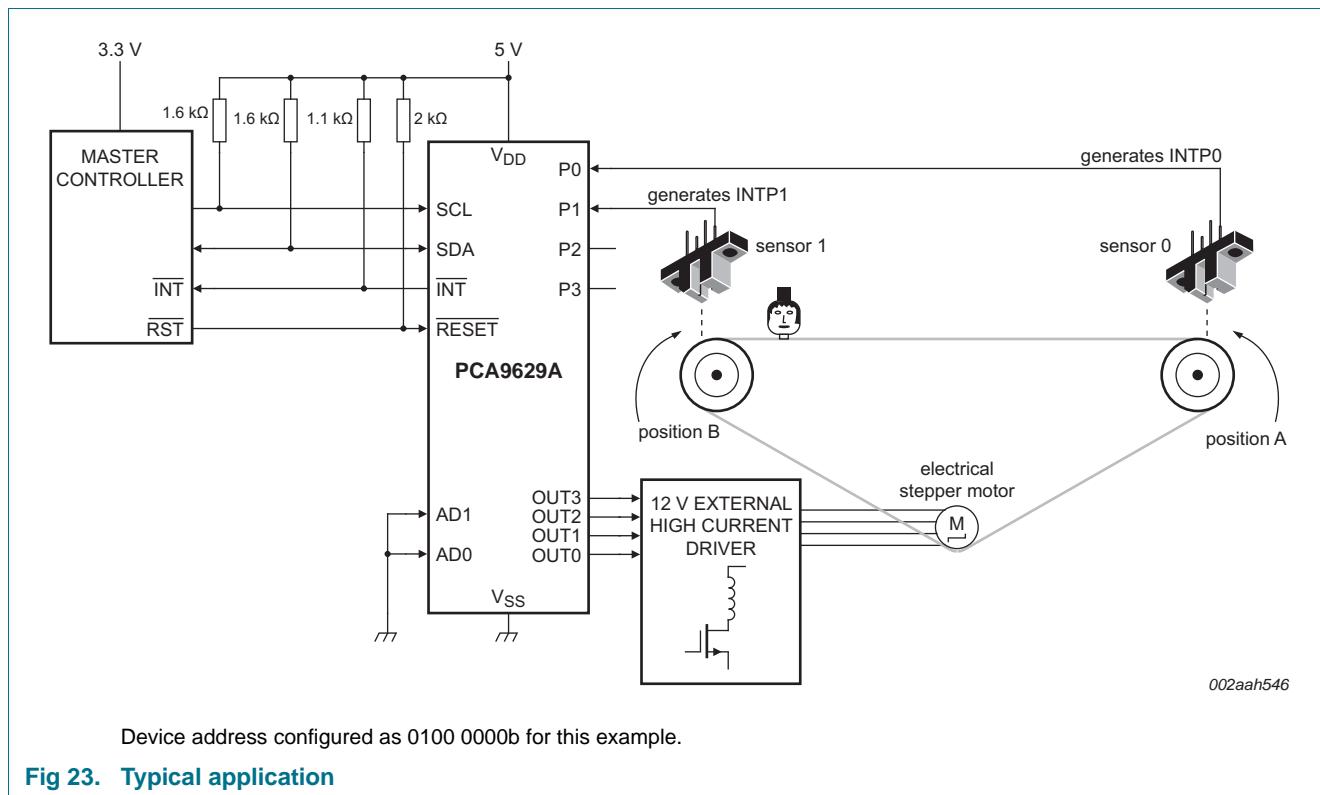 3.3 V
5 V
1.6 kΩ
1.6 kΩ
1.1 kΩ
2 kΩ
MASTER
CONTROLLER
INT
RST
VDD
SCL
SDA
INT
RESET
PCA9629A
AD1
AD0
VSS
P0
P1
P2
P3
OUT3
OUT2
OUT1
OUT0
generates INTP0
generates INTP1
sensor 1
sensor 0
position B
position A
electrical
stepper motor
M
12 V EXTERNAL
HIGH CURRENT
DRIVER
002aah546
Device address configured as 0100 0000b for this example.
Fig 23. Typical application